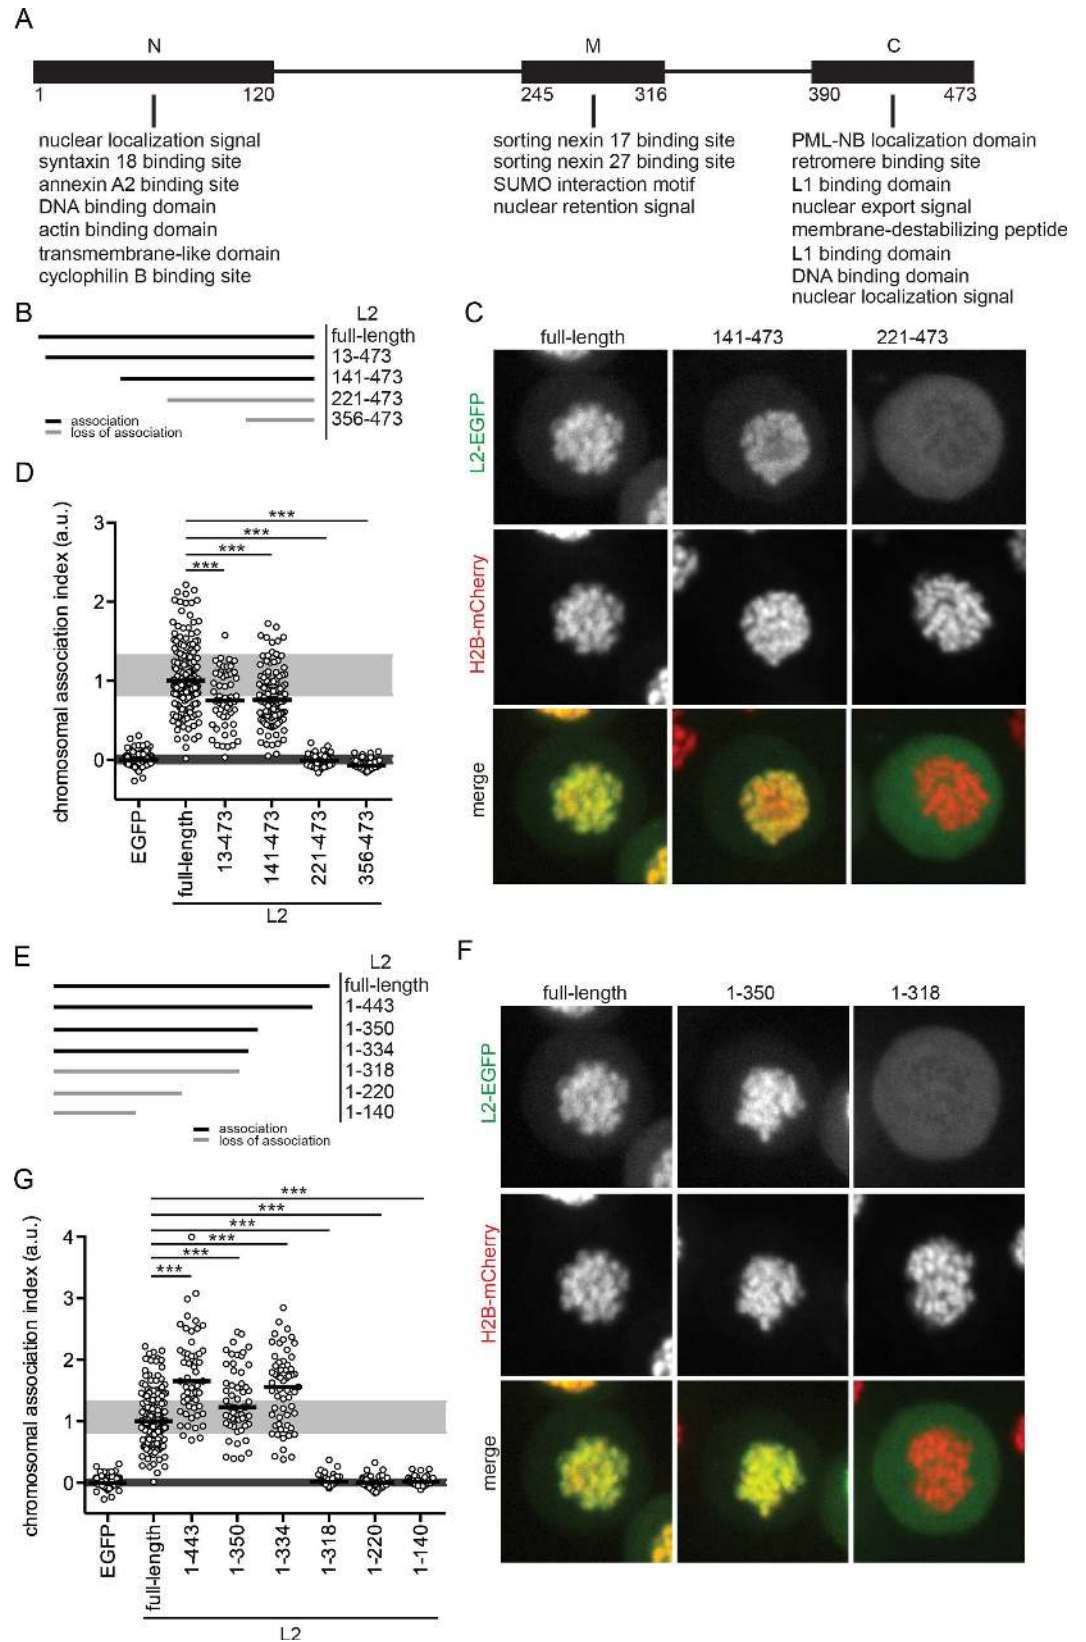 A
N
M
C
1
120
245
316
390
473
nuclear localization signal
syntaxin 18 binding site
annexin A2 binding site
DNA binding domain
actin binding domain
transmembrane-like domain
cyclophilin B binding site
sorting nexin 17 binding site
sorting nexin 27 binding site
SUMO interaction motif
nuclear retention signal
PML-NB localization domain
retromere binding site
L1 binding domain
nuclear export signal
membrane-destabilizing peptide
L1 binding domain
DNA binding domain
nuclear localization signal
B
L2
full-length
13-473
141-473
221-473
356-473
association
loss of association
C
full-length
141-473
221-473
L2-EGFP
H2B-mCherry
merge
D
chromosomal association index (a.u.)
3
2
1
0
***
***
***
***
EGFP
full-length
13-473
141-473
221-473
356-473
L2
E
L2
full-length
1-443
1-350
1-334
1-318
1-220
1-140
association
loss of association
F
full-length
1-350
1-318
L2-EGFP
H2B-mCherry
merge
G
chromosomal association index (a.u.)
4
3
2
1
0
***
***
***
***
***
***
EGFP
full-length
1-443
1-350
1-334
1-318
1-220
1-140
L2